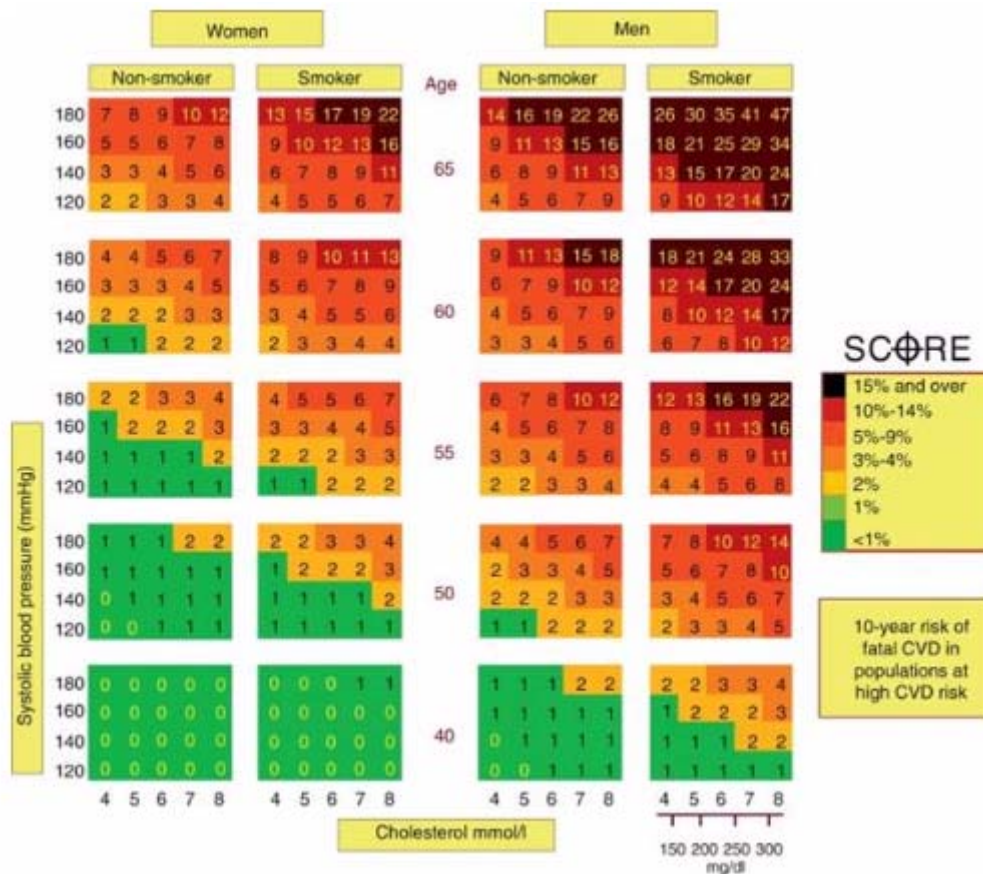 Women Men
Non-smoker Smoker Age Non-smoker Smoker
180 7 8 9 10 12 13 15 17 19 22 14 16 19 22 26 26 30 35 41 47
160 5 5 6 7 8 9 10 12 13 16 9 11 13 15 16 18 21 25 29 34
65
140 3 3 4 5 6 6 7 8 9 11 6 8 9 11 13 13 15 17 20 24
120 2 2 3 3 4 4 5 5 6 7 4 5 6 7 9 9 10 12 14 17
180 4 4 5 6 7 8 9 10 11 13 9 11 13 15 18 18 21 24 28 33
160 3 3 3 4 5 5 6 7 8 9 6 7 9 10 12 12 14 17 20 24
60
140 2 2 2 3 3 3 4 5 5 6 4 5 6 7 9 8 10 12 14 17
120 1 1 2 2 2 2 3 3 4 4 3 3 4 5 6 6 7 8 10 12
180 2 2 3 3 4 4 5 5 6 7 6 7 8 10 12 12 13 16 19 22
160 1 2 2 2 3 3 3 4 4 5 4 5 6 7 8 8 9 11 13 16
55
140 1 1 1 1 2 2 2 2 3 3 3 3 4 5 6 5 6 8 9 11
120 1 1 1 1 1 1 1 2 2 2 2 2 3 3 4 4 4 5 6 8
180 1 1 1 2 2 2 2 3 3 4 4 4 5 6 7 7 8 10 12 14
160 1 1 1 1 1 1 2 2 2 3 2 3 3 4 5 5 6 7 8 10
50
140 0 1 1 1 1 1 1 1 1 2 2 2 2 3 3 3 4 5 6 7
120 0 0 1 1 1 1 1 1 1 1 1 1 2 2 2 2 3 3 4 5
180 0 0 0 0 0 0 0 0 1 1 1 1 1 2 2 2 2 3 3 4
160 0 0 0 0 0 0 0 0 0 0 1 1 1 1 1 1 2 2 2 3
40
140 0 0 0 0 0 0 0 0 0 0 0 1 1 1 1 1 1 1 2 2
120 0 0 0 0 0 0 0 0 0 0 0 0 1 1 1 1 1 1 1 1
4 5 6 7 8 4 5 6 7 8 4 5 6 7 8 4 5 6 7 8
Systolic blood pressure (mmHg)
Cholesterol mmol/l
150 200 250 300
mg/dl
SCORE
15% and over
10%-14%
5%-9%
3%-4%
2%
1%
<1%
10-year risk of
fatal CVD in
populations at
high CVD risk